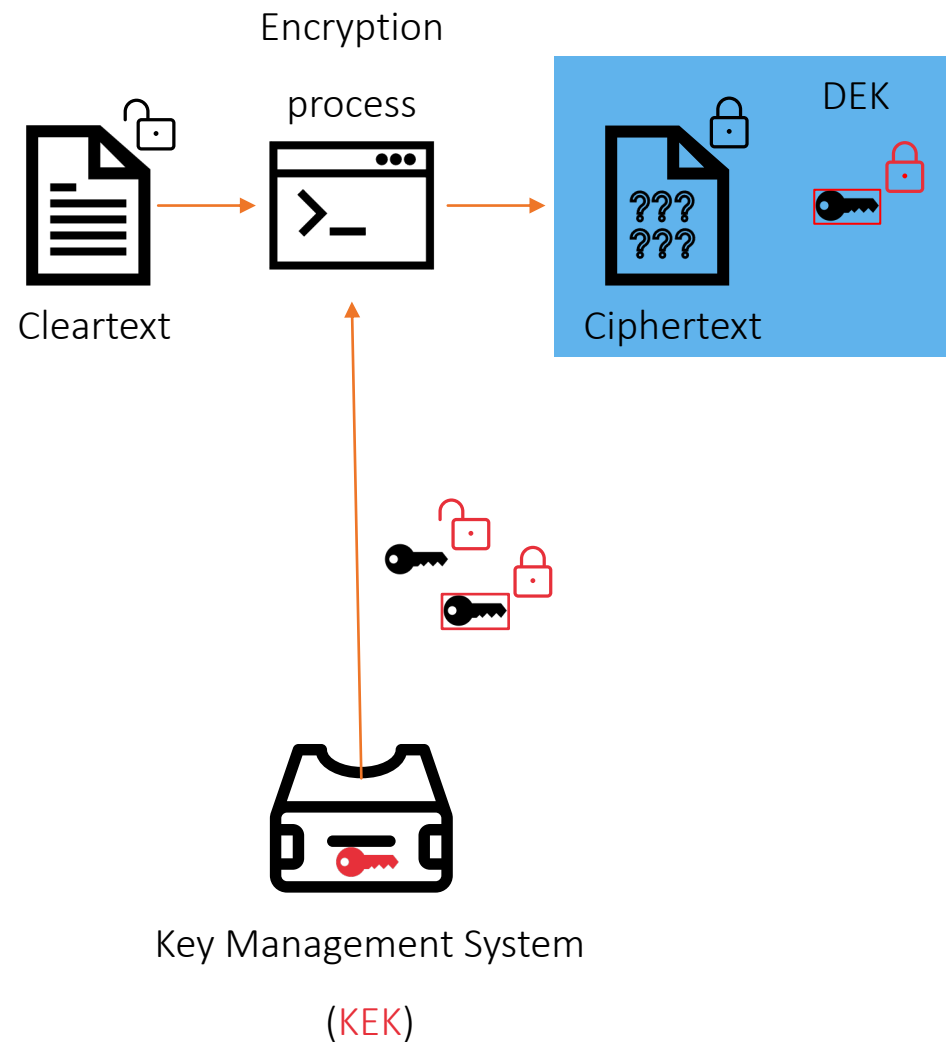 Encryption
process
DEK
???
???
Cleartext
Ciphertext
Key Management System
(KEK)